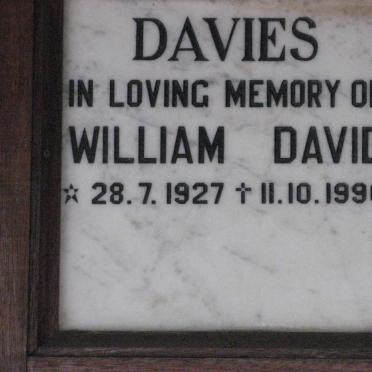 DAVIES
IN LOVING MEMORY
WILLIAM DAVID
☆ 28.7.1927 ✝ 11.10.199